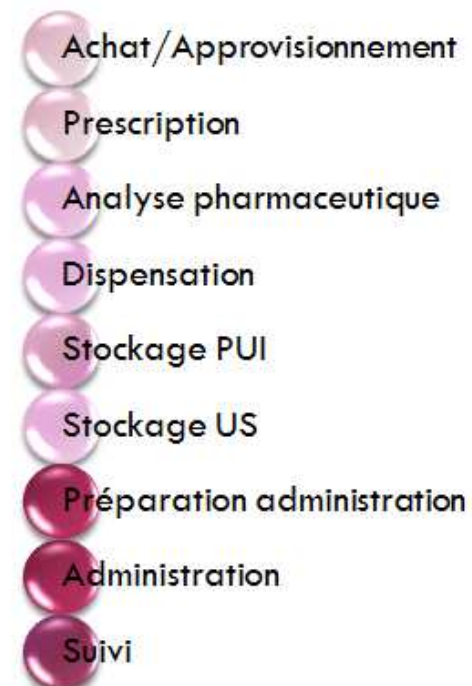 Achat/Approvisionnement
Prescription
Analyse pharmaceutique
Dispensation
Stockage PUI
Stockage US
Préparation administration
Administration
Suivi